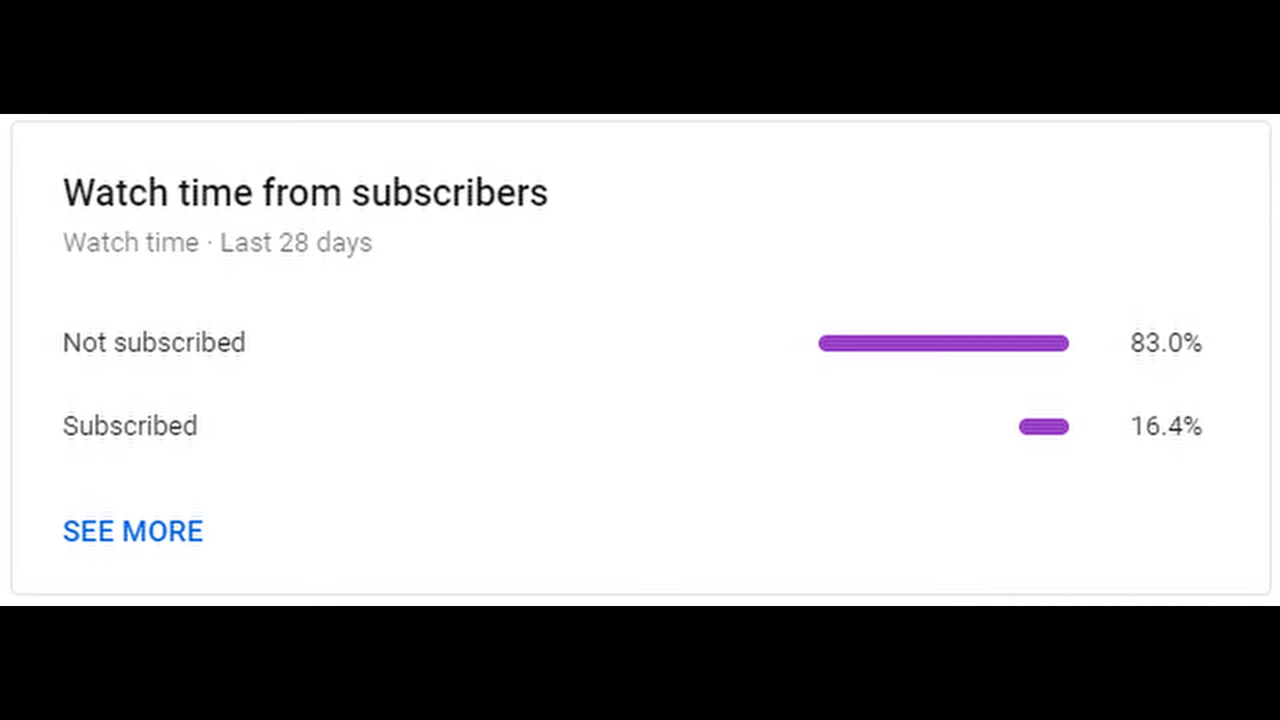 Watch time from subscribers
Watch time · Last 28 days
Not subscribed 83.0%
Subscribed 16.4%
SEE MORE